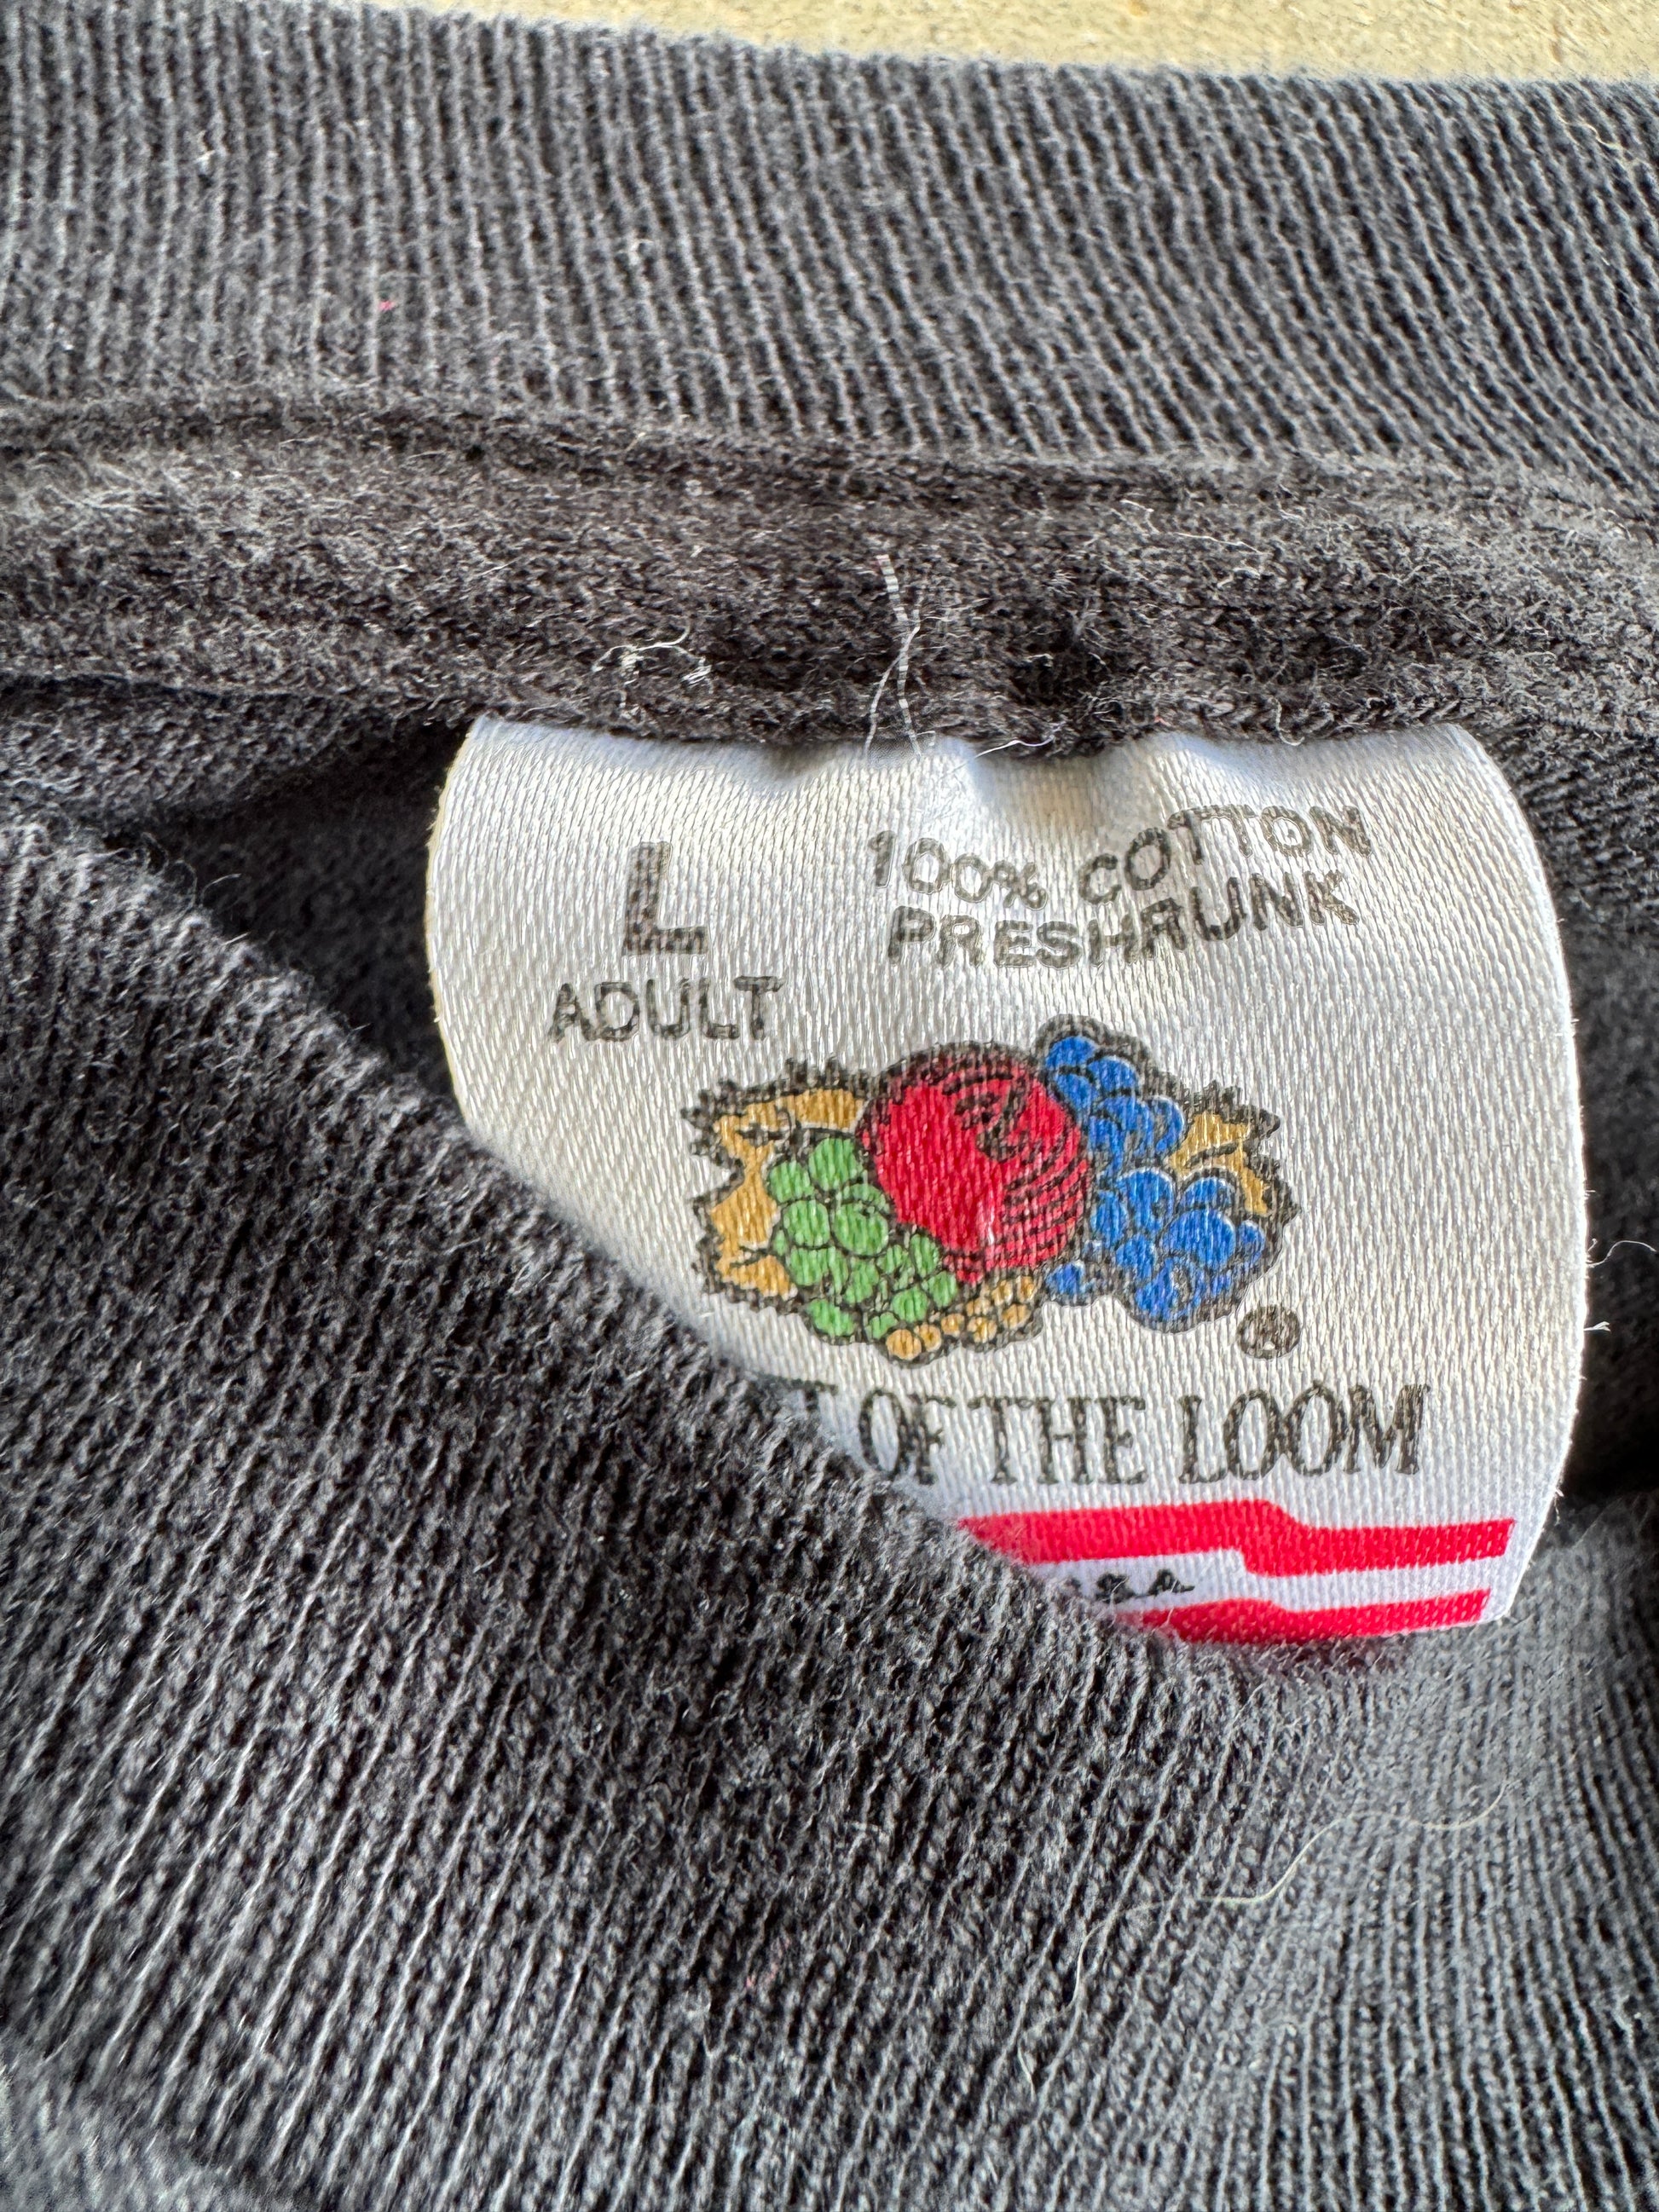 L
ADULT
100% COTTON
PRESHRUNK
®
OF THE LOOM